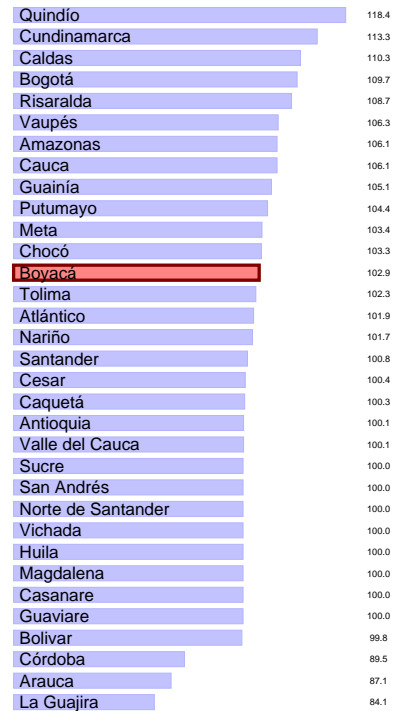 Quindío 118.4
Cundinamarca 113.3
Caldas 110.3
Bogotá 109.7
Risaralda 108.7
Vaupés 106.3
Amazonas 106.1
Cauca 106.1
Guainía 105.1
Putumayo 104.4
Meta 103.4
Chocó 103.3
Boyacá 102.9
Tolima 102.3
Atlántico 101.9
Nariño 101.7
Santander 100.8
Cesar 100.4
Caquetá 100.3
Antioquia 100.1
Valle del Cauca 100.1
Sucre 100.0
San Andrés 100.0
Norte de Santander 100.0
Vichada 100.0
Huila 100.0
Magdalena 100.0
Casanare 100.0
Guaviare 100.0
Bolivar 99.8
Córdoba 89.5
Arauca 87.1
La Guajira 84.1